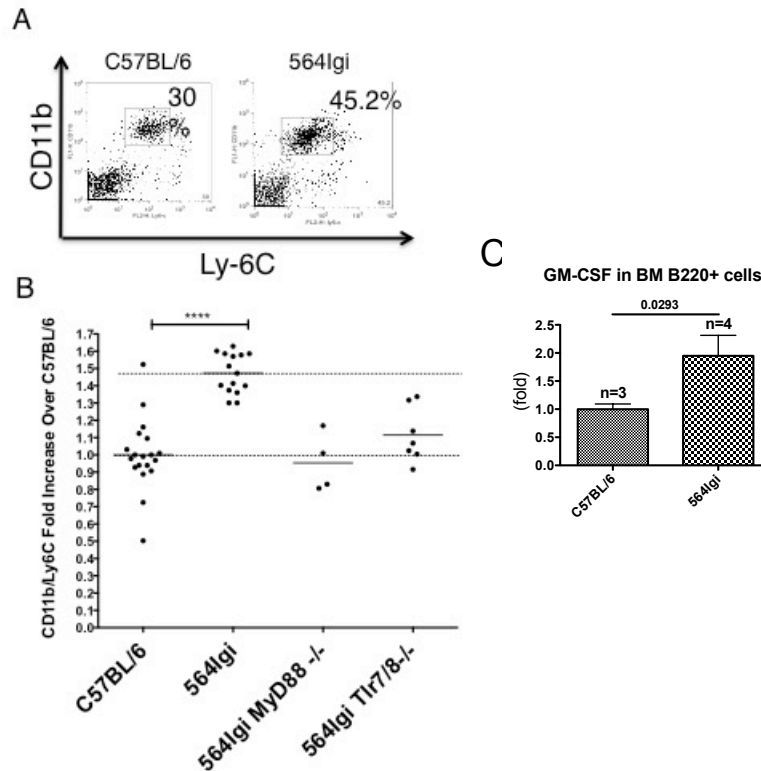 A
C57BL/6
564Igi
30
%
45.2%
CD11b
Ly-6C
B
CD11b/Ly6C Fold Increase Over C57BL/6
****
1.7
1.6
1.5
1.4
1.3
1.2
1.1
1.0
0.9
0.8
0.7
0.6
0.5
0.4
0.3
0.2
0.1
0.0
C57BL/6
564Igi
564Igi MyD88 -/-
564Igi Tlr7/8-/-
C
GM-CSF in BM B220+ cells
0.0293
n=4
n=3
(fold)
2.5
2.0
1.5
1.0
0.5
0.0
C57BL/6
564Igi